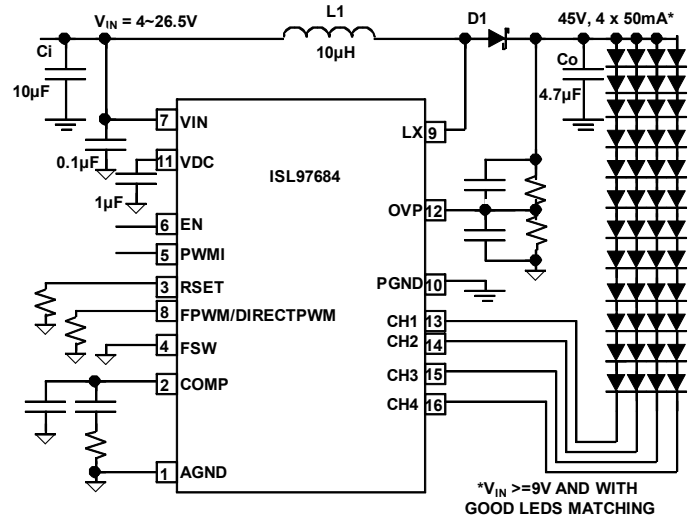 L1
D1
V_IN = 4~26.5V
45V, 4 x 50mA*
Ci
10µH
Co
10µF
4.7µF
7 VIN
LX 9
0.1µF
11 VDC
ISL97684
1µF
OVP 12
6 EN
5 PWMI
3 RSET
PGND 10
8 FPWM/DIRECTPWM
CH1 13
4 FSW
CH2 14
2 COMP
CH3 15
CH4 16
1 AGND
*V_IN >=9V AND WITH
GOOD LEDS MATCHING